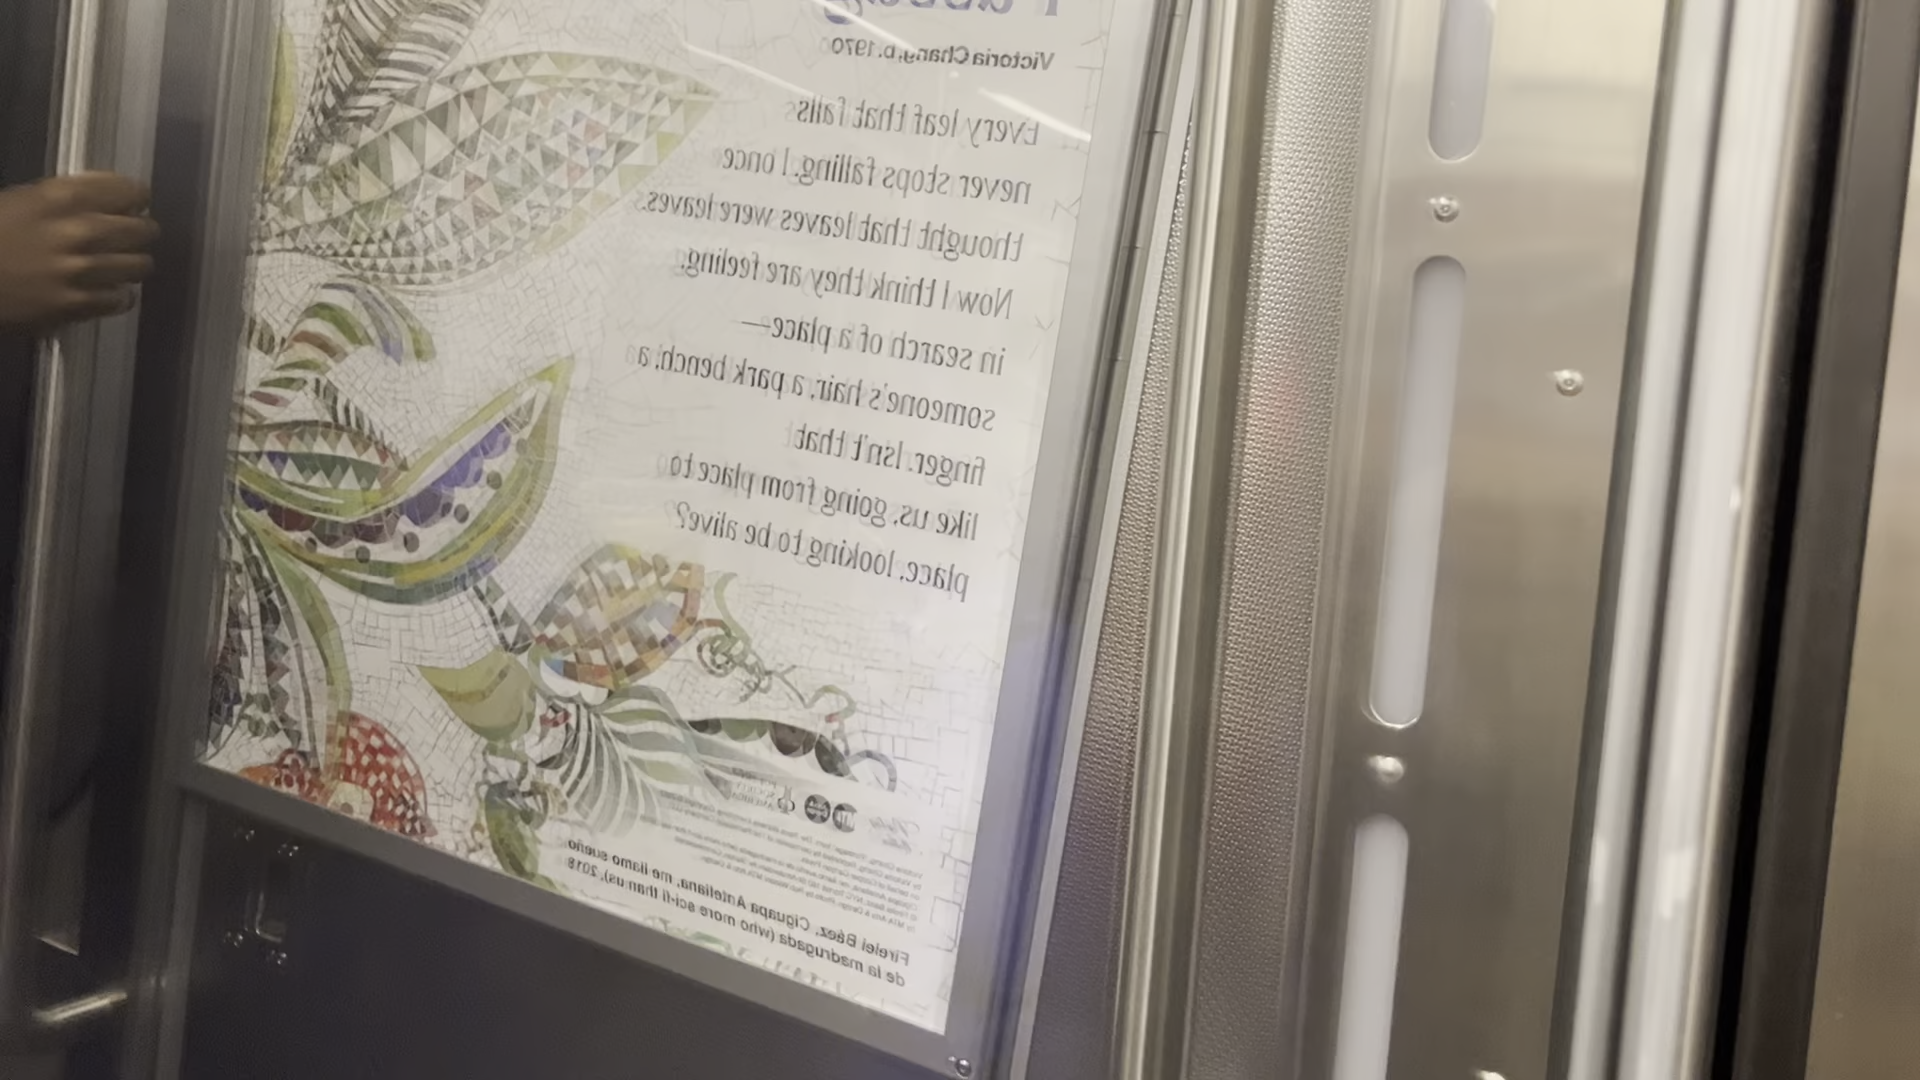 Passage
Victoria Chang, b. 1970
Every leaf that falls
never stops falling. I once
thought that leaves were leaves.
Now I think they are feeling,
in search of a place—
someone's hair, a park bench, a
finger. Isn't that
like us, going from place to
place, looking to be alive?
Firelei Báez, Ciguapa Antellana, me llamo sueño
de la madrugada (who more sci-fi than us), 2018